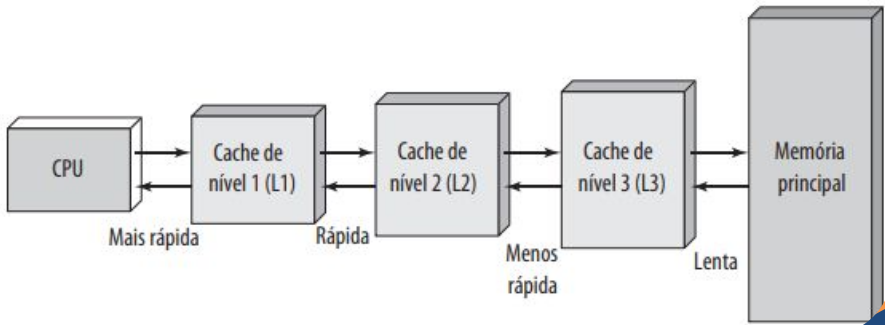 CPU
Cache de
nível 1 (L1)
Cache de
nível 2 (L2)
Cache de
nível 3 (L3)
Memória
principal
Mais rápida
Rápida
Menos
rápida
Lenta